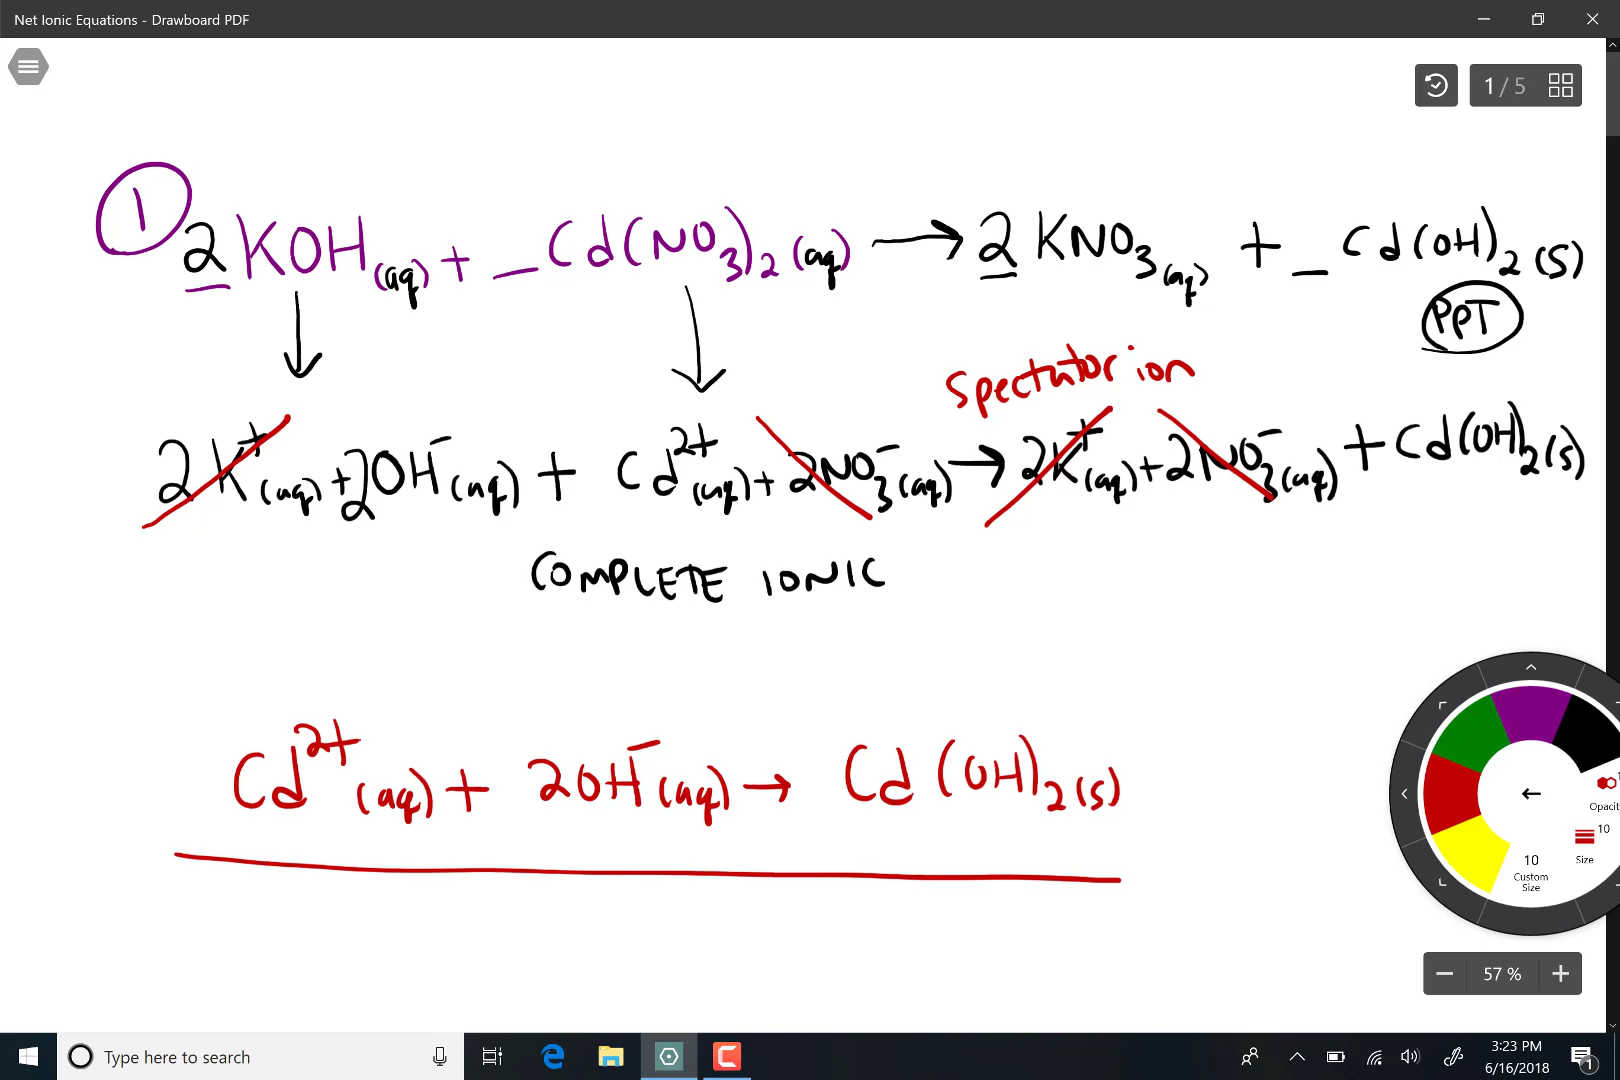 Net Ionic Equations - Drawboard PDF
1 / 5
1
2 KOH(aq) + _ Cd(NO3)2 (aq) → 2 KNO3(aq) + _ Cd(OH)2 (s)
PPT
Spectator ion
2K⁺(aq) + 2OH⁻(aq) + Cd²⁺(aq) + 2NO3⁻(aq) → 2K⁺(aq) + 2NO3⁻(aq) + Cd(OH)2(s)
COMPLETE IONIC
Cd²⁺(aq) + 2OH⁻(aq) → Cd(OH)2(s)
Opacit
10
Size
10
Custom
Size
57 %
Type here to search
3:23 PM
6/16/2018
1